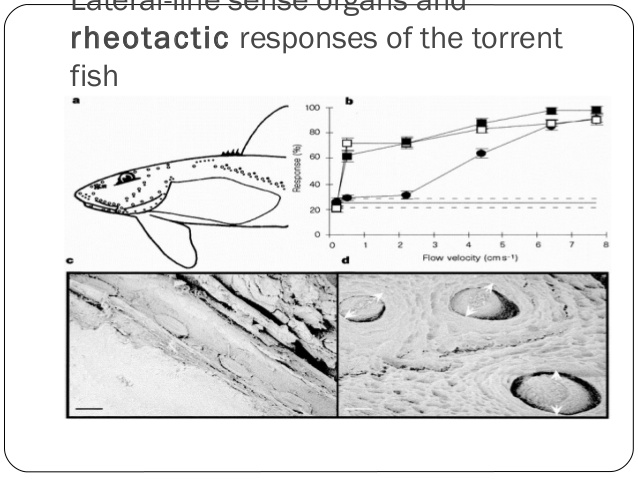 Lateral-line sense organs and
rheotactic responses of the torrent
fish
a
b
100
80
60
40
20
0
Response (%)
0 1 2 3 4 5 6 7 8
Flow velocity (cm s⁻¹)
c
d